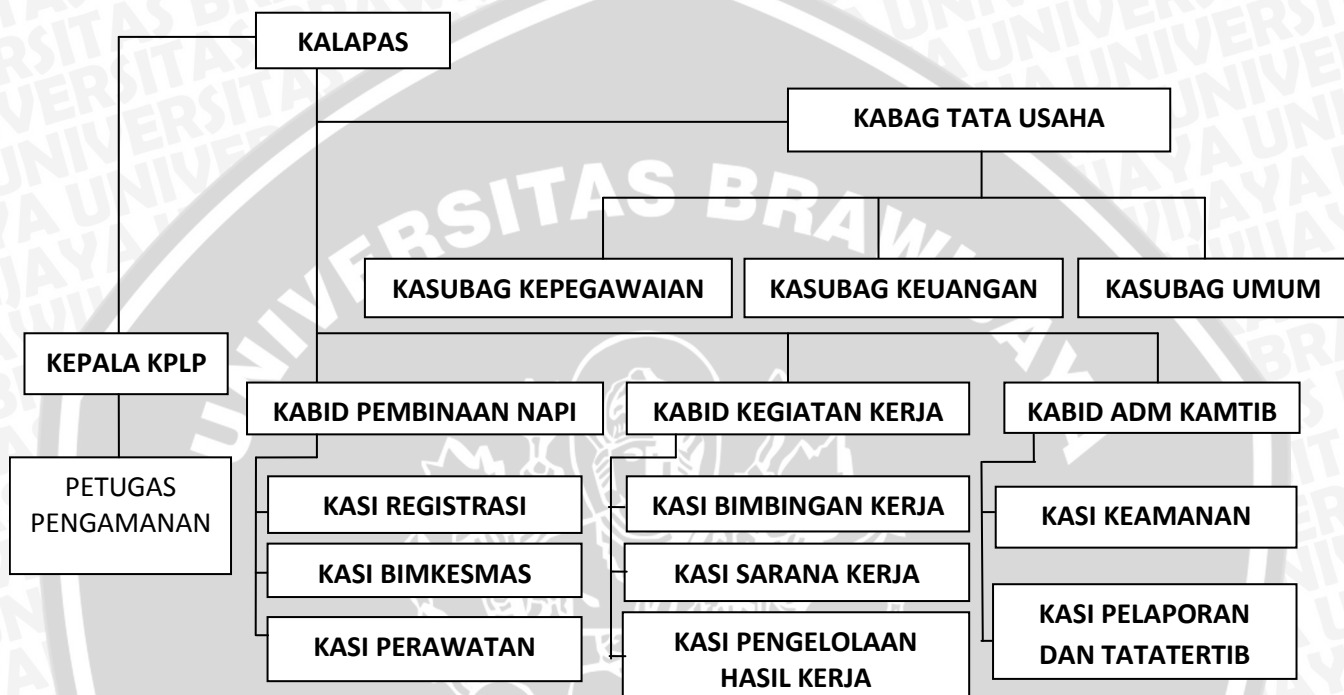 KALAPAS
KABAG TATA USAHA
UNIVERSITAS BRAWIJAYA
KASUBAG KEPEGAWAIAN
KASUBAG KEUANGAN
KASUBAG UMUM
KEPALA KPLP
KABID PEMBINAAN NAPI
KABID KEGIATAN KERJA
KABID ADM KAMTIB
PETUGAS
PENGAMANAN
KASI REGISTRASI
KASI BIMBINGAN KERJA
KASI KEAMANAN
KASI BIMKESMAS
KASI SARANA KERJA
KASI PERAWATAN
KASI PENGELOLAAN
HASIL KERJA
KASI PELAPORAN
DAN TATATERTIB